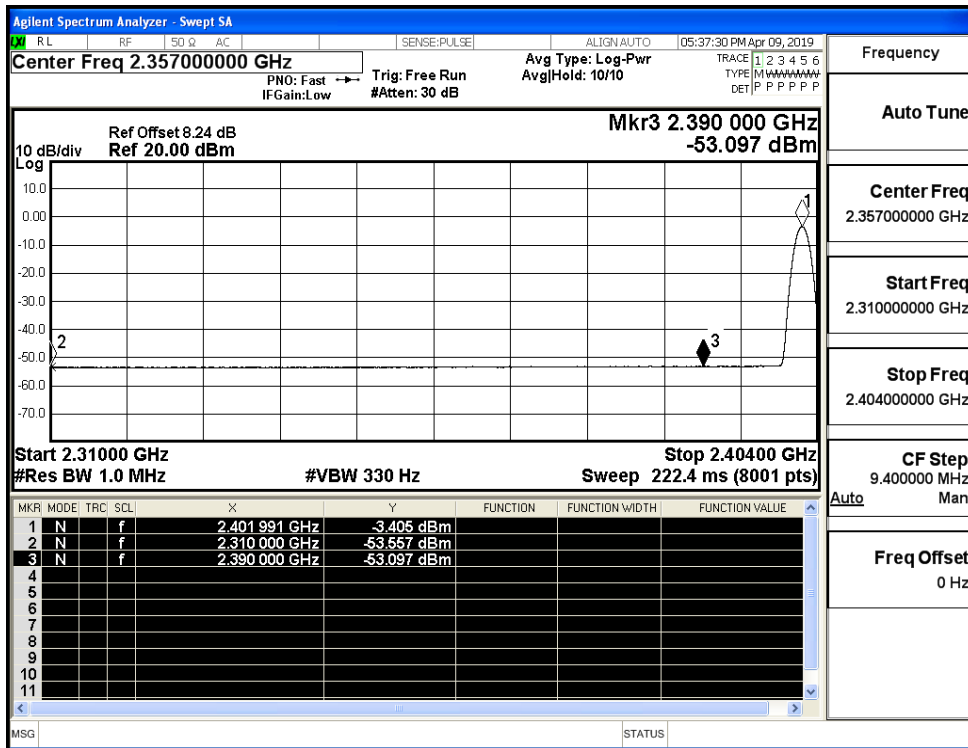 Agilent Spectrum Analyzer - Swept SA
LXI RL RF 50 Ω AC SENSE:PULSE ALIGNAUTO 05:37:30 PM Apr 09, 2019
Center Freq 2.357000000 GHz
PNO: Fast
IFGain:Low
Trig: Free Run
#Atten: 30 dB
Avg Type: Log-Pwr
Avg|Hold: 10/10
TRACE 1 2 3 4 5 6
TYPE MWWWWW
DET P P P P P P
Mkr3 2.390 000 GHz
-53.097 dBm
Ref Offset 8.24 dB
10 dB/div Ref 20.00 dBm
Log
10.0
0.00
-10.0
-20.0
-30.0
-40.0
-50.0
-60.0
-70.0
1
2
3
Start 2.31000 GHz Stop 2.40400 GHz
#Res BW 1.0 MHz #VBW 330 Hz Sweep 222.4 ms (8001 pts)
MKR MODE TRC SCL X Y FUNCTION FUNCTION WIDTH FUNCTION VALUE
1 N f 2.401 991 GHz -3.405 dBm
2 N f 2.310 000 GHz -53.557 dBm
3 N f 2.390 000 GHz -53.097 dBm
4
5
6
7
8
9
10
11
MSG STATUS
Frequency
Auto Tune
Center Freq
2.357000000 GHz
Start Freq
2.310000000 GHz
Stop Freq
2.404000000 GHz
CF Step
9.400000 MHz
Auto Man
Freq Offset
0 Hz